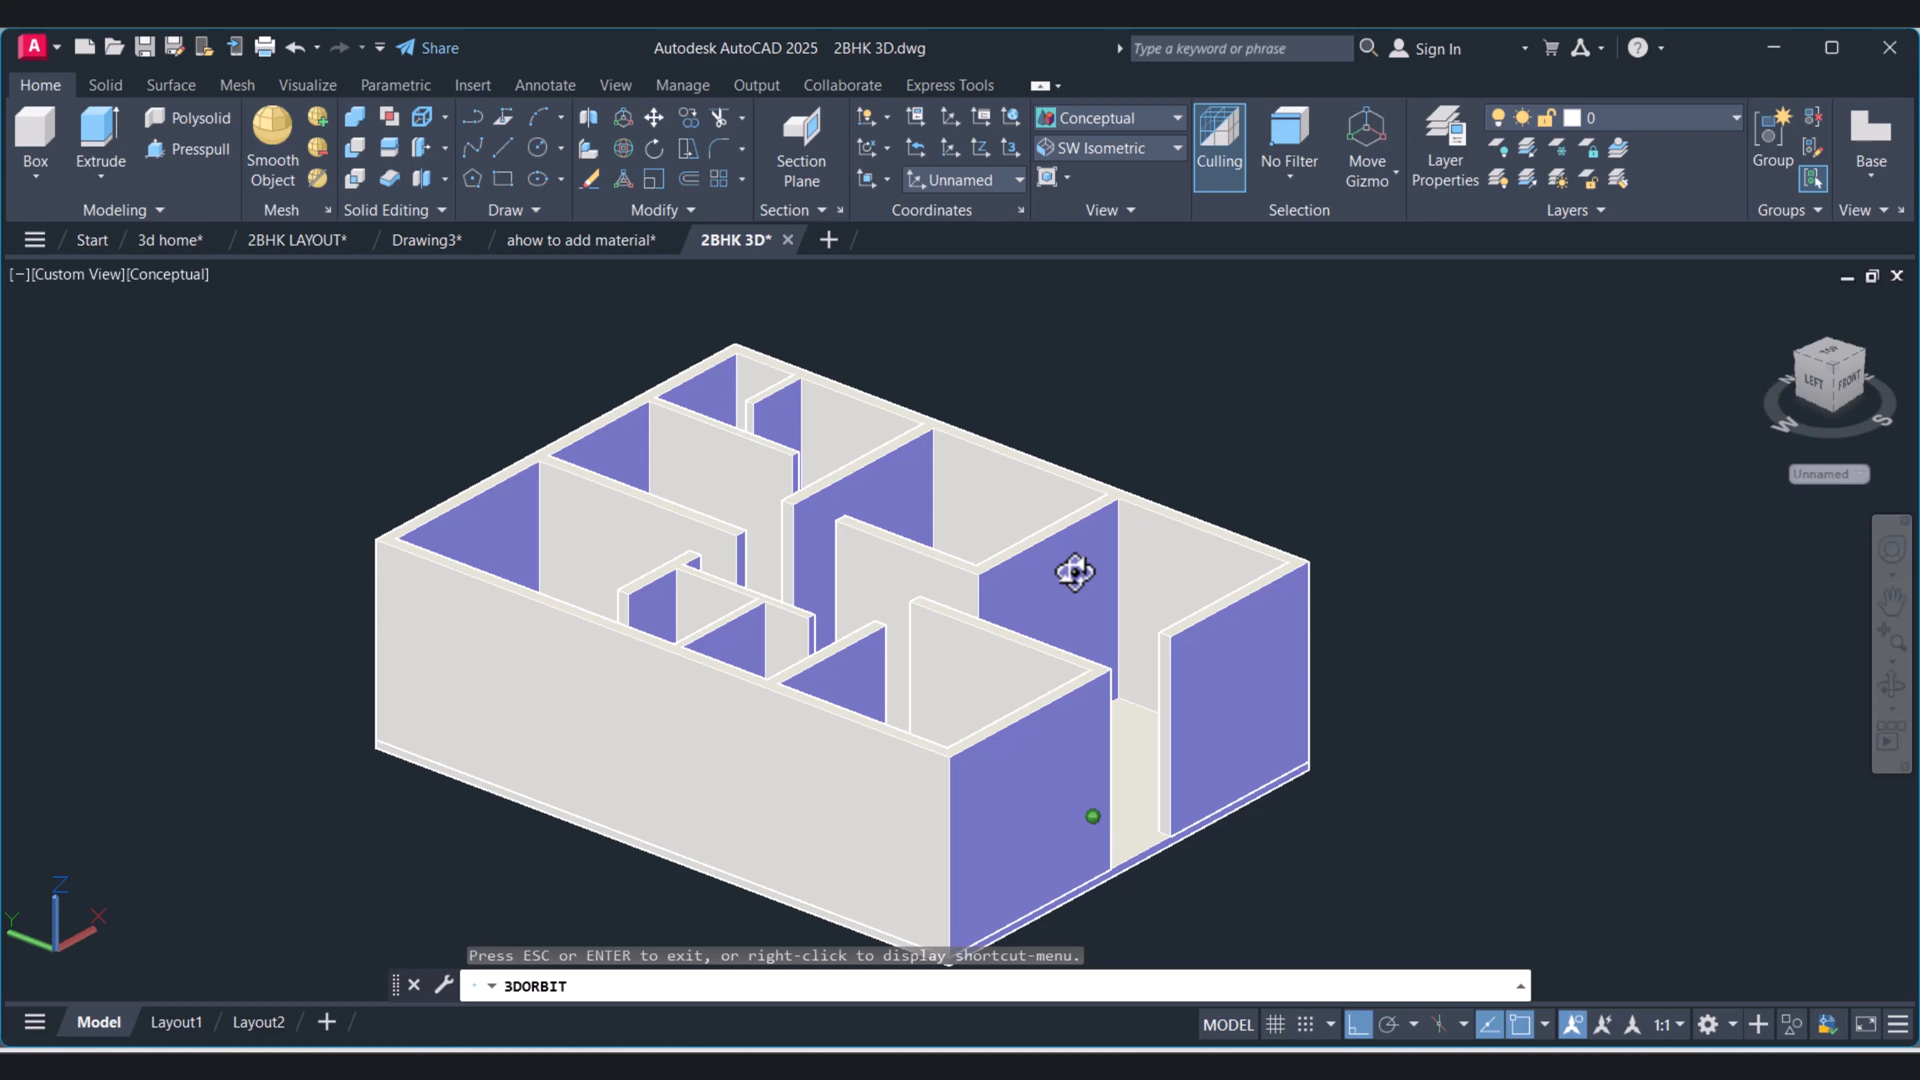 A
Share
Autodesk AutoCAD 2025 2BHK 3D.dwg
Type a keyword or phrase
Sign In
?
Home Solid Surface Mesh Visualize Parametric Insert Annotate View Manage Output Collaborate Express Tools
Box
Extrude
Polysolid
Presspull
Smooth
Object
Section
Plane
Unnamed
Conceptual
SW Isometric
Culling
No Filter
Move
Gizmo
Layer
Properties
0
Group
Base
Modeling Mesh Solid Editing Draw Modify Section Coordinates View Selection Layers Groups View
Start 3d home* 2BHK LAYOUT* Drawing3* ahow to add material* 2BHK 3D*
[−][Custom View][Conceptual]
TOP
LEFT FRONT
N
W S
Unnamed
Z
Y X
Press ESC or ENTER to exit, or right-click to display shortcut-menu.
3DORBIT
Model Layout1 Layout2
MODEL 1:1